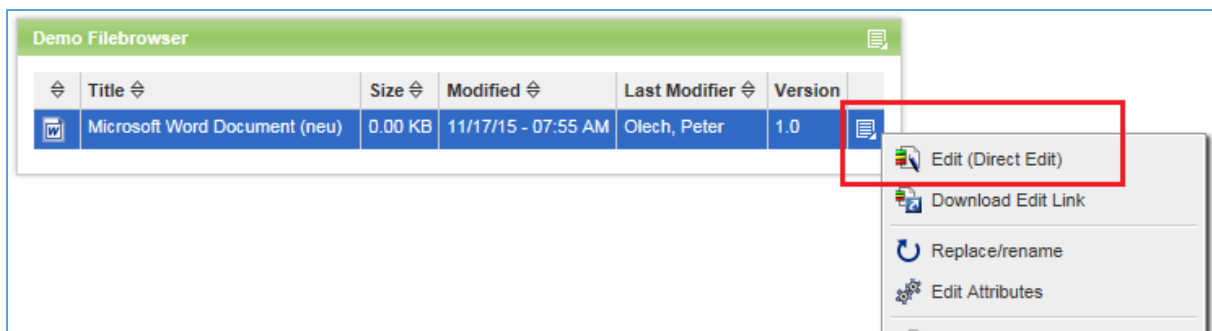 Demo Filebrowser
Title Size Modified Last Modifier Version
Microsoft Word Document (neu) 0.00 KB 11/17/15 - 07:55 AM Olech, Peter 1.0
Edit (Direct Edit)
Download Edit Link
Replace/rename
Edit Attributes